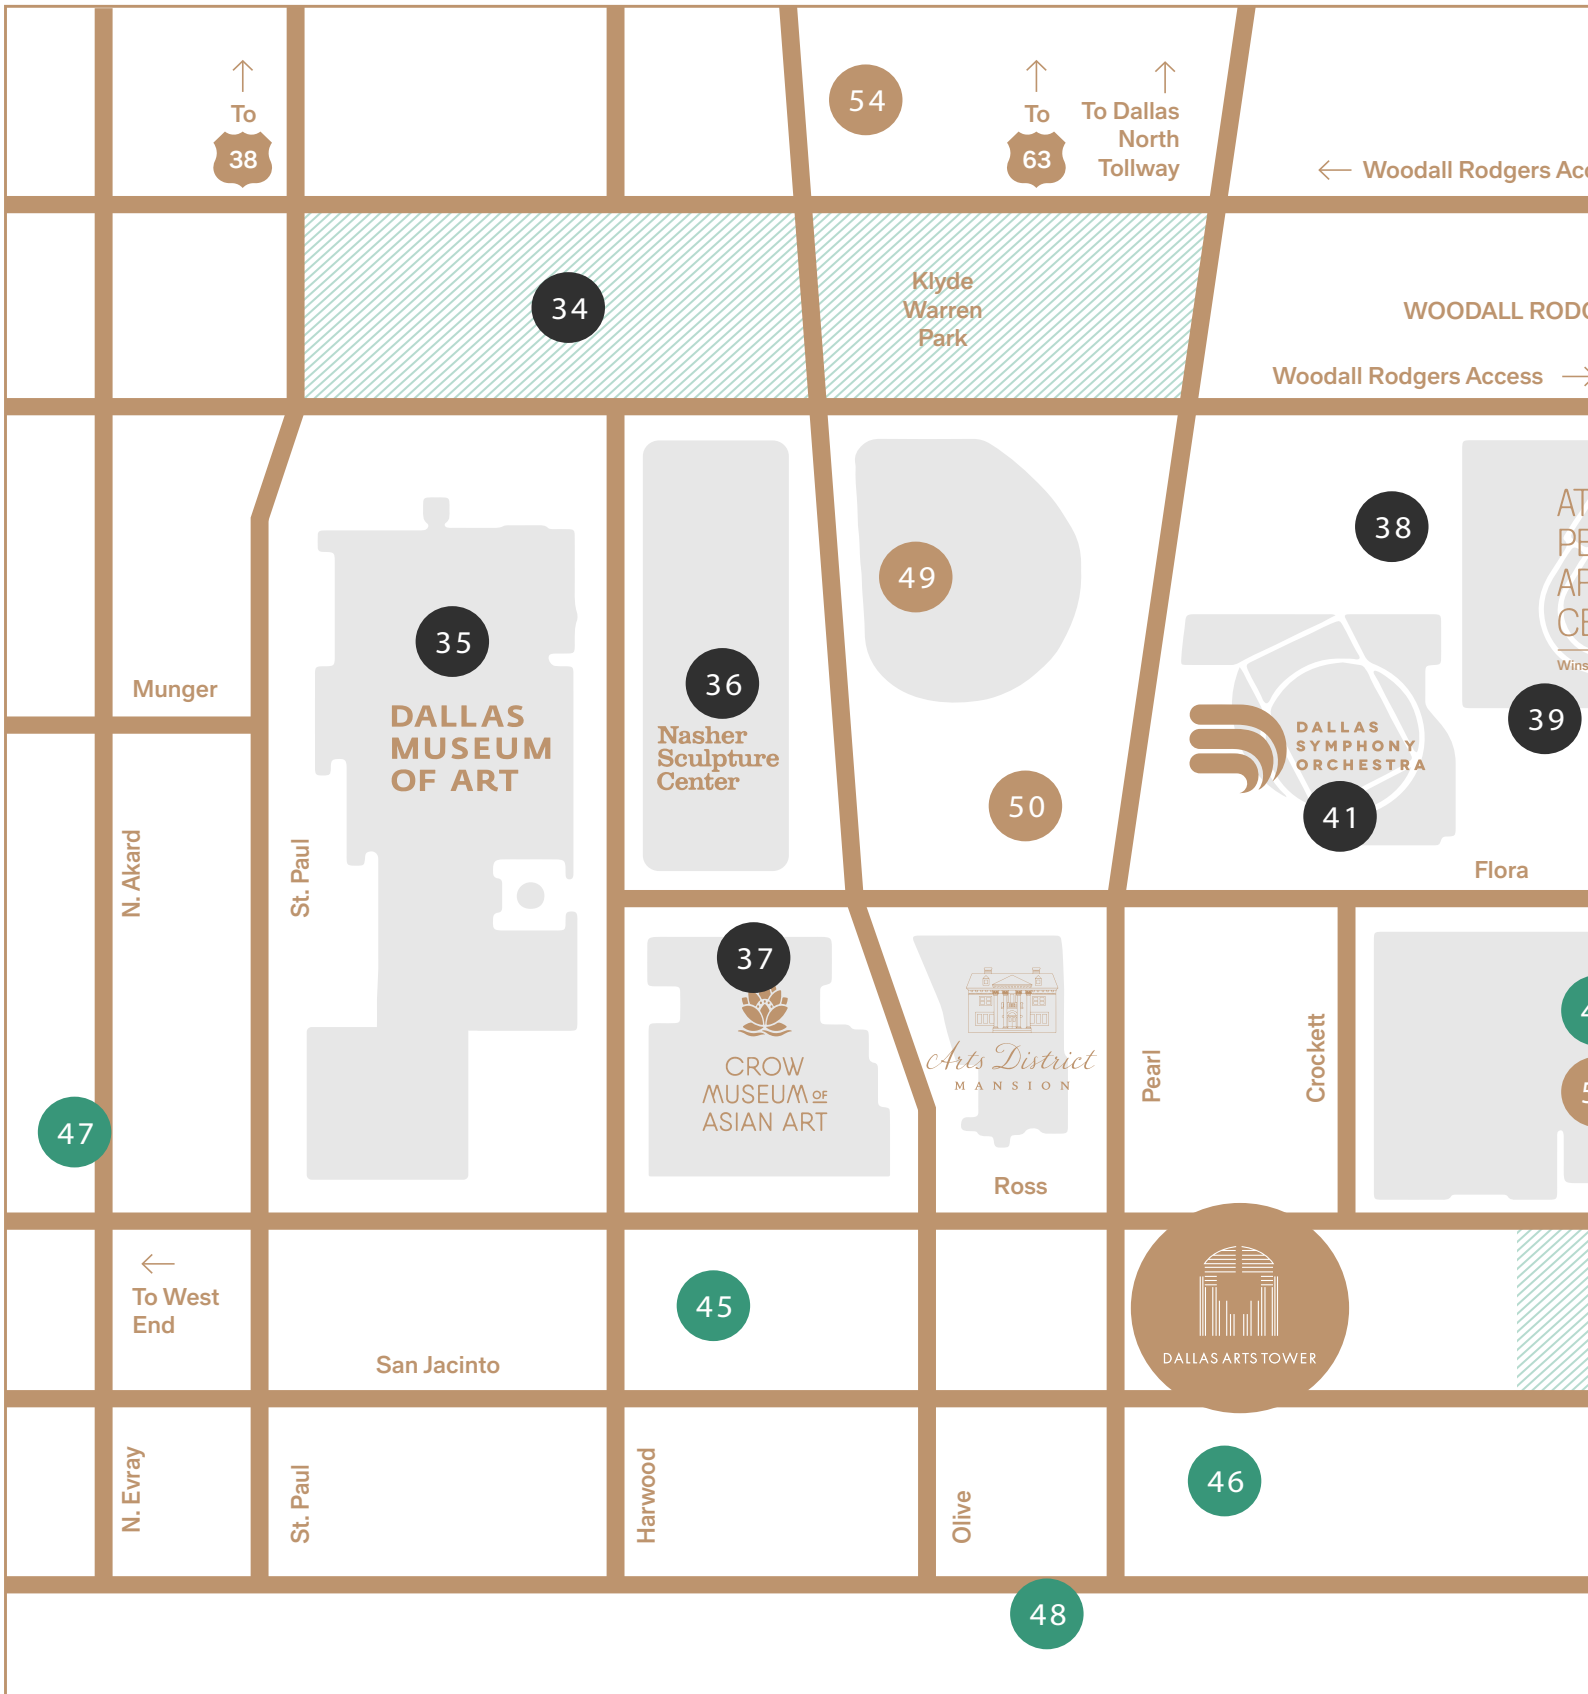 54
To
38
To
63
To Dallas
North
Tollway
Woodall Rodgers
34
Klyde
Warren
Park
WOODALL
Woodall Rodgers Access
38
49
35
36
Munger
DALLAS
MUSEUM
OF ART
Nasher
Sculpture
Center
39
DALLAS
SYMPHONY
ORCHESTRA
50
41
N. Akard
St. Paul
Flora
37
CROW
MUSEUM OF
ASIAN ART
Arts District
MANSION
Pearl
Crockett
47
Ross
To West
End
45
DALLAS ARTS TOWER
San Jacinto
N. Evray
St. Paul
Harwood
Olive
46
48